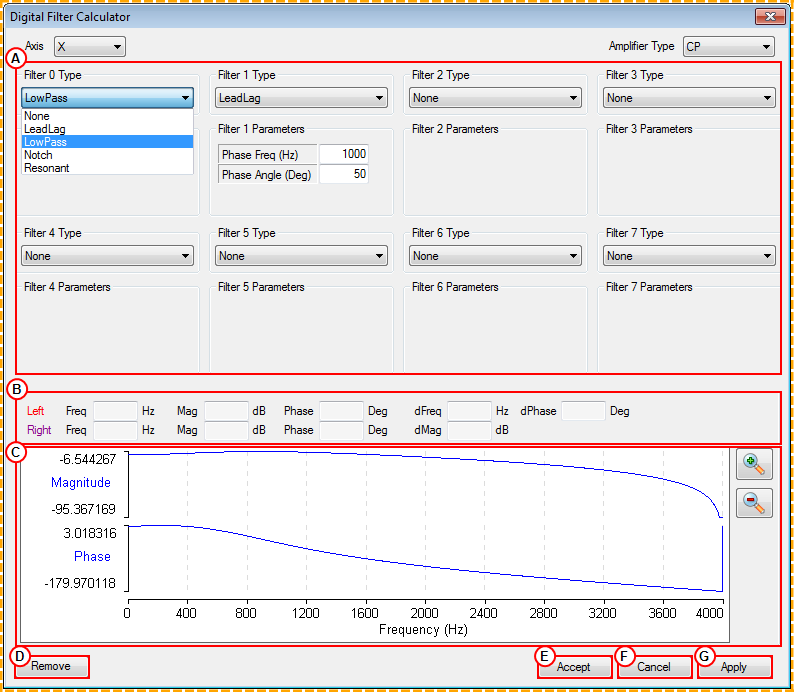 Digital Filter Calculator
Axis X Amplifier Type CP
A
Filter 0 Type Filter 1 Type Filter 2 Type Filter 3 Type
LowPass LeadLag None None
None
LeadLag
LowPass
Notch
Resonant
Filter 1 Parameters Filter 2 Parameters Filter 3 Parameters
Phase Freq (Hz) 1000
Phase Angle (Deg) 50
Filter 4 Type Filter 5 Type Filter 6 Type Filter 7 Type
None None None None
Filter 4 Parameters Filter 5 Parameters Filter 6 Parameters Filter 7 Parameters
B
Left Freq Hz Mag dB Phase Deg dFreq Hz dPhase Deg
Right Freq Hz Mag dB Phase Deg dMag dB
C
-6.544267
Magnitude
-95.367169
3.018316
Phase
-179.970118
0 400 800 1200 1600 2000 2400 2800 3200 3600 4000
Frequency (Hz)
D Remove E Accept F Cancel G Apply